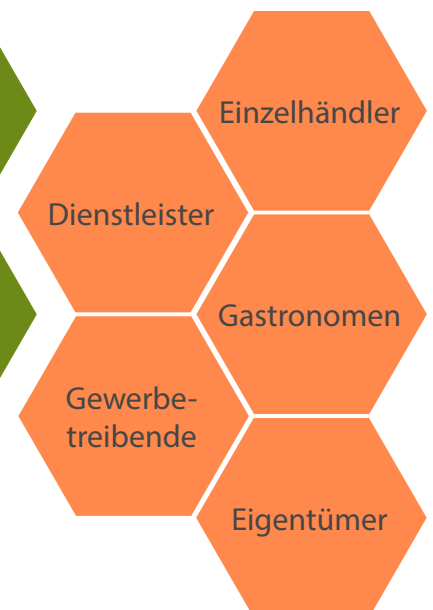 Einzelhändler
Dienstleister
Gastronomen
Gewerbe-
treibende
Eigentümer